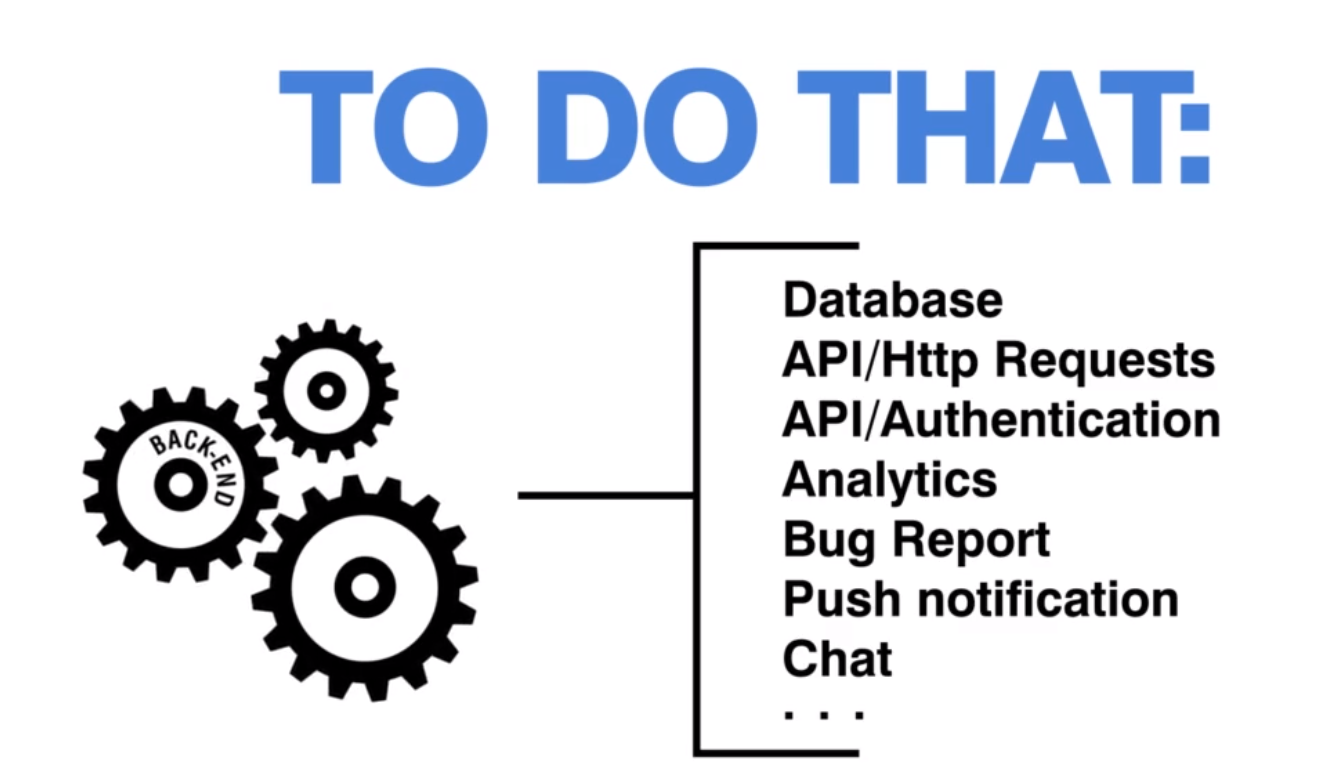 TO DO THAT:
BACK-END
Database
API/Http Requests
API/Authentication
Analytics
Bug Report
Push notification
Chat
. . .